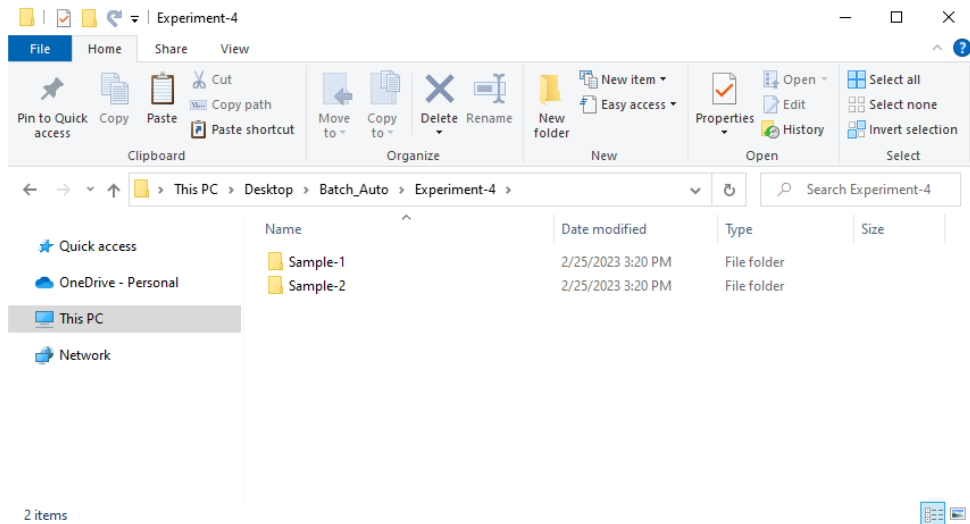 Experiment-4
File Home Share View
Pin to Quick access
Copy
Paste
Cut
Copy path
Paste shortcut
Clipboard
Move to
Copy to
Delete
Rename
Organize
New folder
New item
Easy access
New
Properties
Open
Edit
History
Open
Select all
Select none
Invert selection
Select
This PC > Desktop > Batch_Auto > Experiment-4 >
Search Experiment-4
Quick access
OneDrive - Personal
This PC
Network
Name Date modified Type Size
Sample-1 2/25/2023 3:20 PM File folder
Sample-2 2/25/2023 3:20 PM File folder
2 items